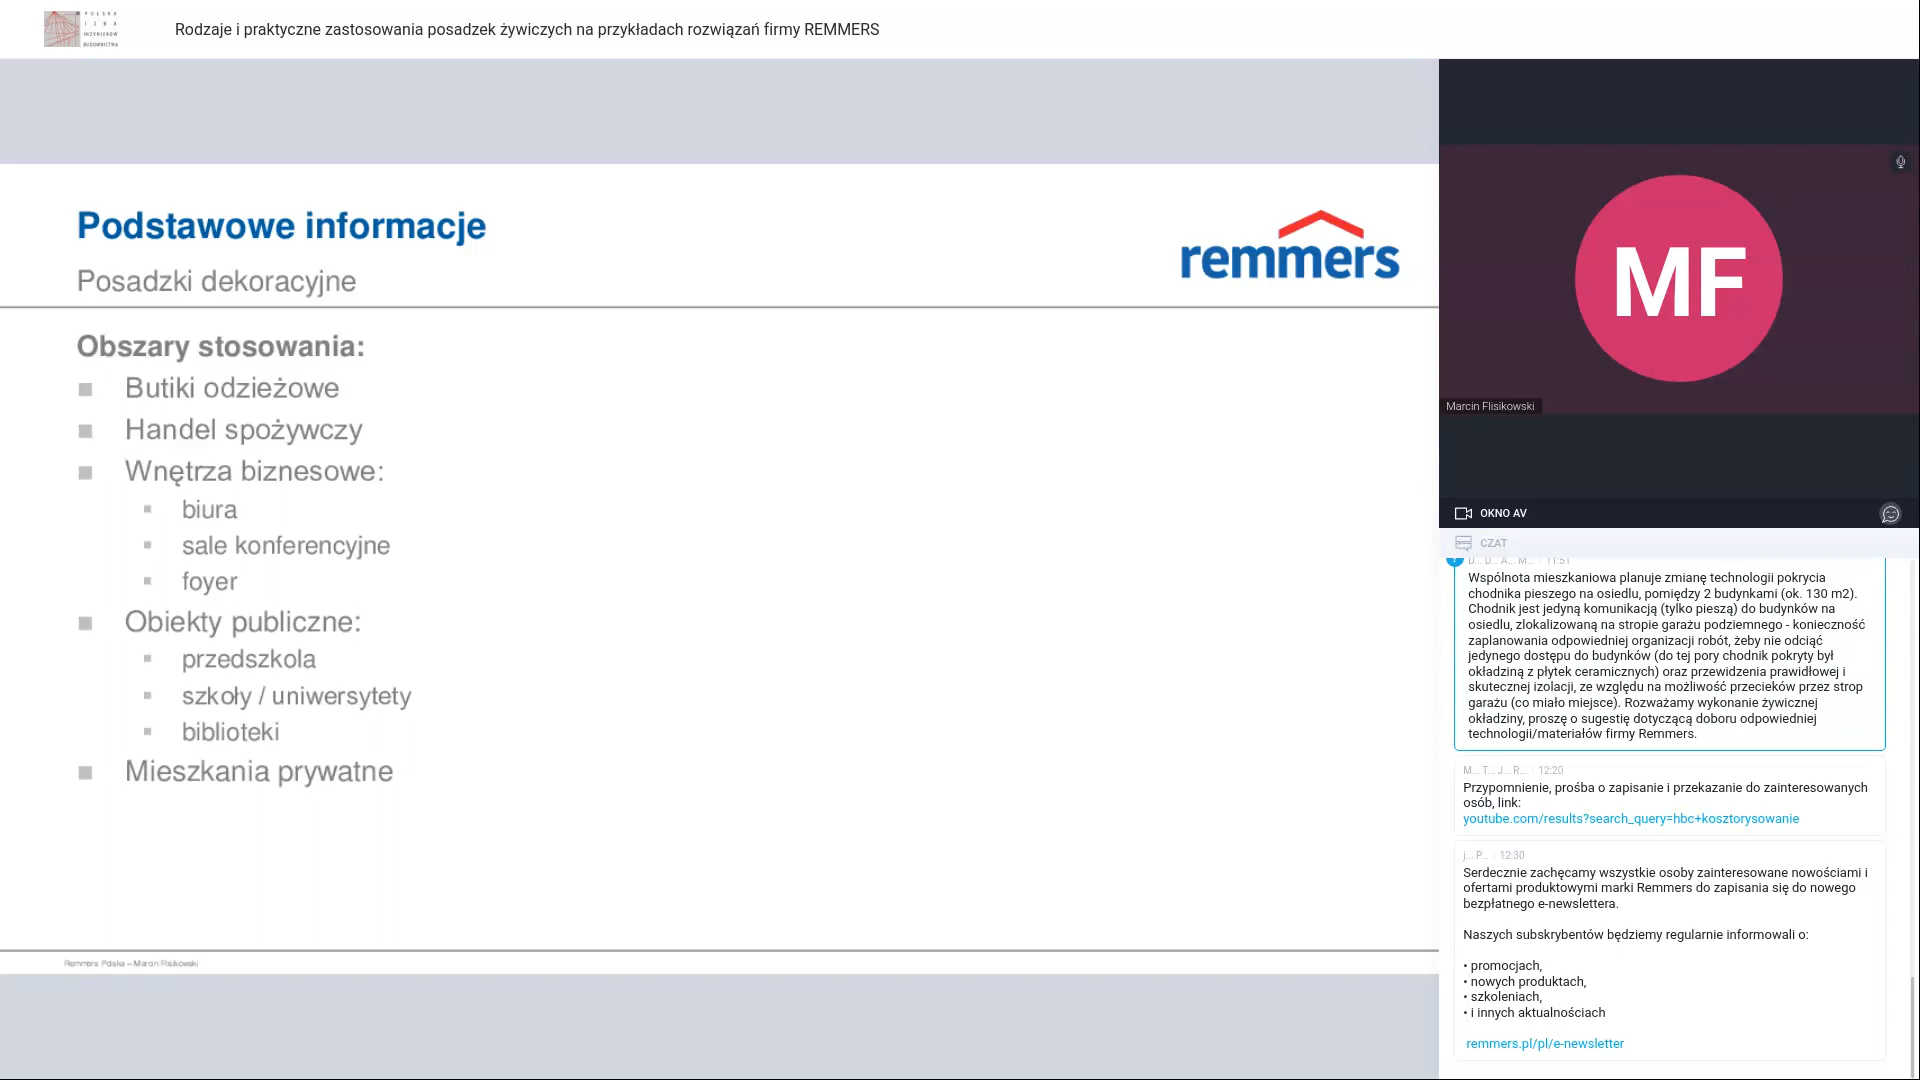 POLSKA
IZBA
INŻYNIERÓW
BUDOWNICTWA
Rodzaje i praktyczne zastosowania posadzek żywicznych na przykładach rozwiązań firmy REMMERS
Podstawowe informacje
remmers
Posadzki dekoracyjne
Obszary stosowania:
Butiki odzieżowe
Handel spożywczy
Wnętrza biznesowe:
biura
sale konferencyjne
foyer
Obiekty publiczne:
przedszkola
szkoły / uniwersytety
biblioteki
Mieszkania prywatne
Remmers Polska – Marcin Flisikowski
MF
Marcin Flisikowski
OKNO AV
CZAT
D... D... A... M... 11:51
Wspólnota mieszkaniowa planuje zmianę technologii pokrycia
chodnika pieszego na osiedlu, pomiędzy 2 budynkami (ok. 130 m2).
Chodnik jest jedyną komunikacją (tylko pieszą) do budynków na
osiedlu, zlokalizowaną na stropie garażu podziemnego - konieczność
zaplanowania odpowiedniej organizacji robót, żeby nie odciąć
jedynego dostępu do budynków (do tej pory chodnik pokryty był
okładziną z płytek ceramicznych) oraz przewidzenia prawidłowej i
skutecznej izolacji, ze względu na możliwość przecieków przez strop
garażu (co miało miejsce). Rozważamy wykonanie żywicznej
okładziny, proszę o sugestię dotyczącą doboru odpowiedniej
technologii/materiałów firmy Remmers.
M... T... J... R... 12:20
Przypomnienie, prośba o zapisanie i przekazanie do zainteresowanych
osób, link:
youtube.com/results?search_query=hbc+kosztorysowanie
j... P... 12:30
Serdecznie zachęcamy wszystkie osoby zainteresowane nowościami i
ofertami produktowymi marki Remmers do zapisania się do nowego
bezpłatnego e-newslettera.
Naszych subskrybentów będziemy regularnie informowali o:
• promocjach,
• nowych produktach,
• szkoleniach,
• i innych aktualnościach
remmers.pl/pl/e-newsletter